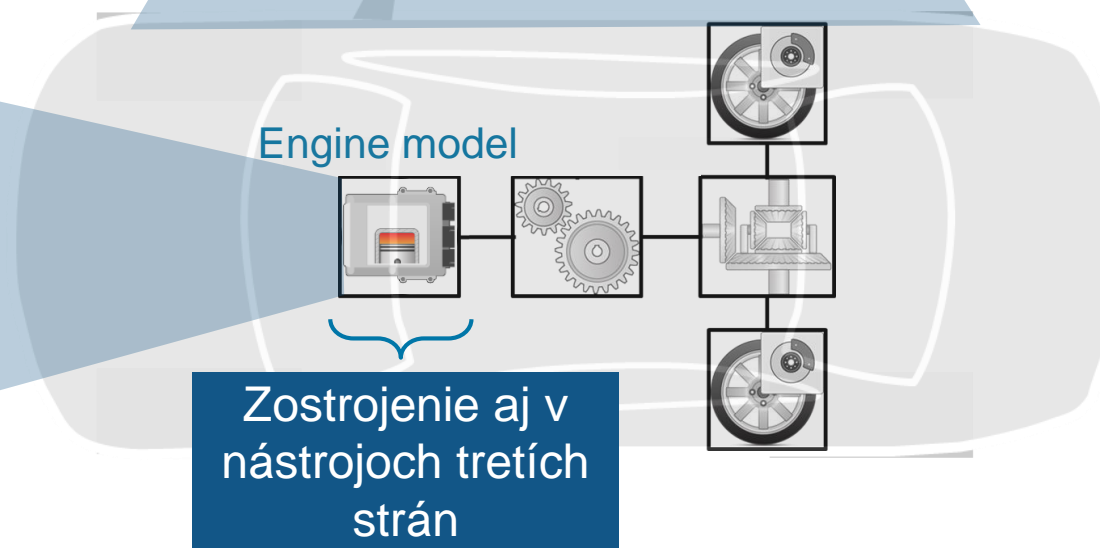 Engine model
Zostrojenie aj v
nástrojoch tretích
strán